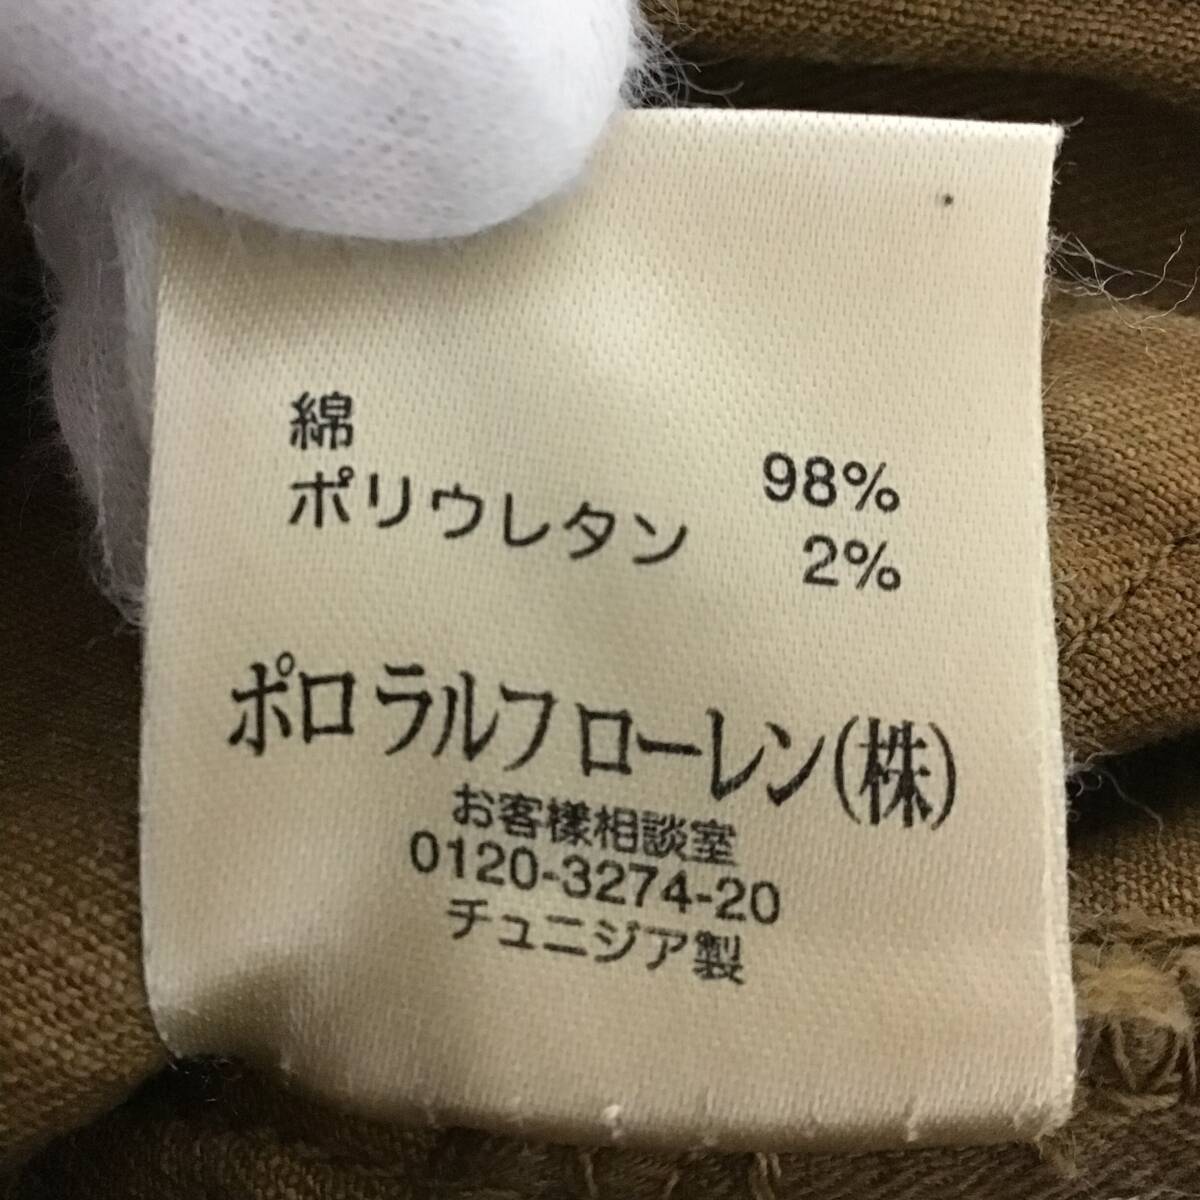 綿 98%
ポリウレタン 2%
ポロ ラルフ ローレン(株)
お客様相談室
0120-3274-20
チュニジア製